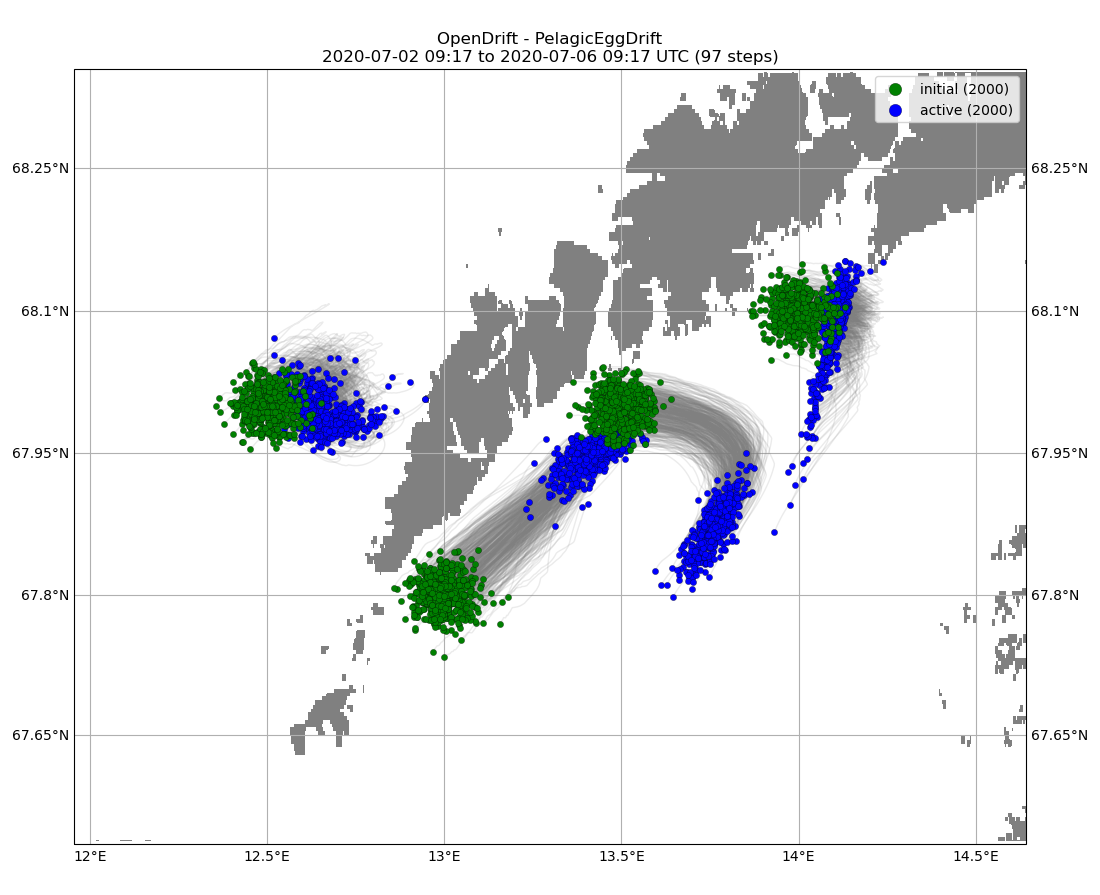 OpenDrift - PelagicEggDrift
2020-07-02 09:17 to 2020-07-06 09:17 UTC (97 steps)
initial (2000)
active (2000)
68.25°N
68.25°N
68.1°N
68.1°N
67.95°N
67.95°N
67.8°N
67.8°N
67.65°N
67.65°N
12°E
12.5°E
13°E
13.5°E
14°E
14.5°E